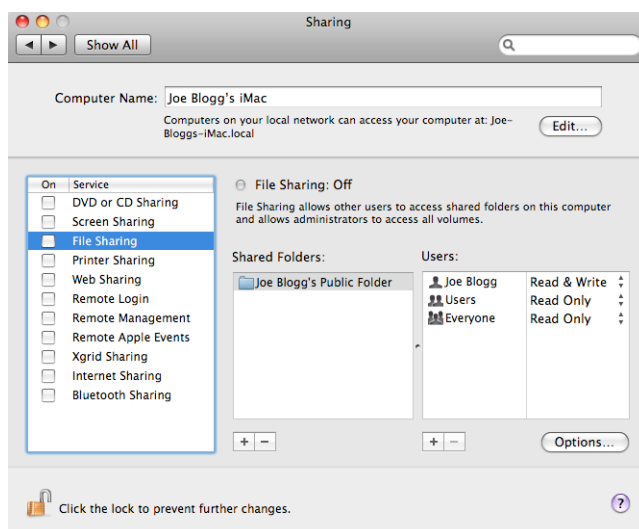 Sharing
Show All
Computer Name: Joe Blogg's iMac
Computers on your local network can access your computer at: Joe-
Bloggs-iMac.local
Edit...
On Service
DVD or CD Sharing
Screen Sharing
File Sharing
Printer Sharing
Web Sharing
Remote Login
Remote Management
Remote Apple Events
Xgrid Sharing
Internet Sharing
Bluetooth Sharing
File Sharing: Off
File Sharing allows other users to access shared folders on this computer
and allows administrators to access all volumes.
Shared Folders:
Joe Blogg's Public Folder
Users:
Joe Blogg Read & Write
Users Read Only
Everyone Read Only
+ −
+ −
Options...
Click the lock to prevent further changes.
?